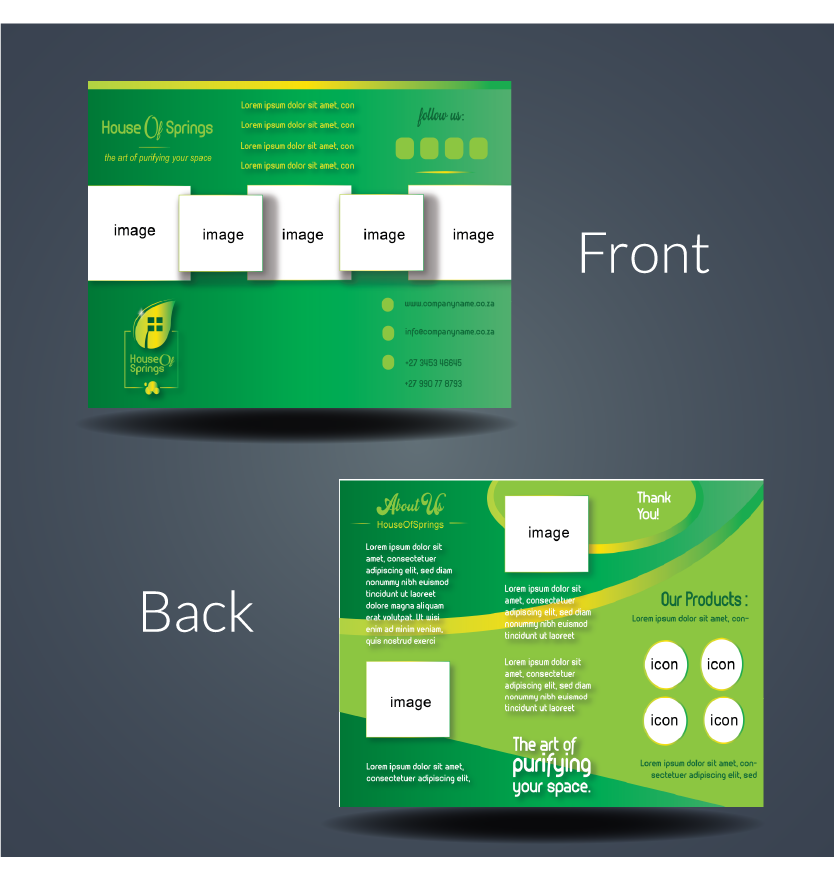 House Of Springs
the art of purifying your space
Lorem ipsum dolor sit amet, con
Lorem ipsum dolor sit amet, con
Lorem ipsum dolor sit amet, con
Lorem ipsum dolor sit amet, con
follow us:
image
image
image
image
image
Front
House Of
Springs
www.companyname.co.za
info@companyname.co.za
+27 3453 46645
+27 990 77 8793
Back
About Us
HouseOfSprings
Lorem ipsum dolor sit
amet, consectetuer
adipiscing elit, sed diam
nonummy nibh euismod
tincidunt ut laoreet
dolore magna aliquam
erat volutpat. Ut wisi
enim ad minim veniam,
quis nostrud exerci
image
Lorem ipsum dolor sit amet,
consectetuer adipiscing elit,
image
Lorem ipsum dolor sit
amet, consectetuer
adipiscing elit, sed diam
nonummy nibh euismod
tincidunt ut laoreet
Lorem ipsum dolor sit
amet, consectetuer
adipiscing elit, sed diam
nonummy nibh euismod
tincidunt ut laoreet
The art of
purifying
your space.
Thank
You!
Our Products :
Lorem ipsum dolor sit amet, con-
icon
icon
icon
icon
Lorem ipsum dolor sit amet, con-
sectetuer adipiscing elit, sed